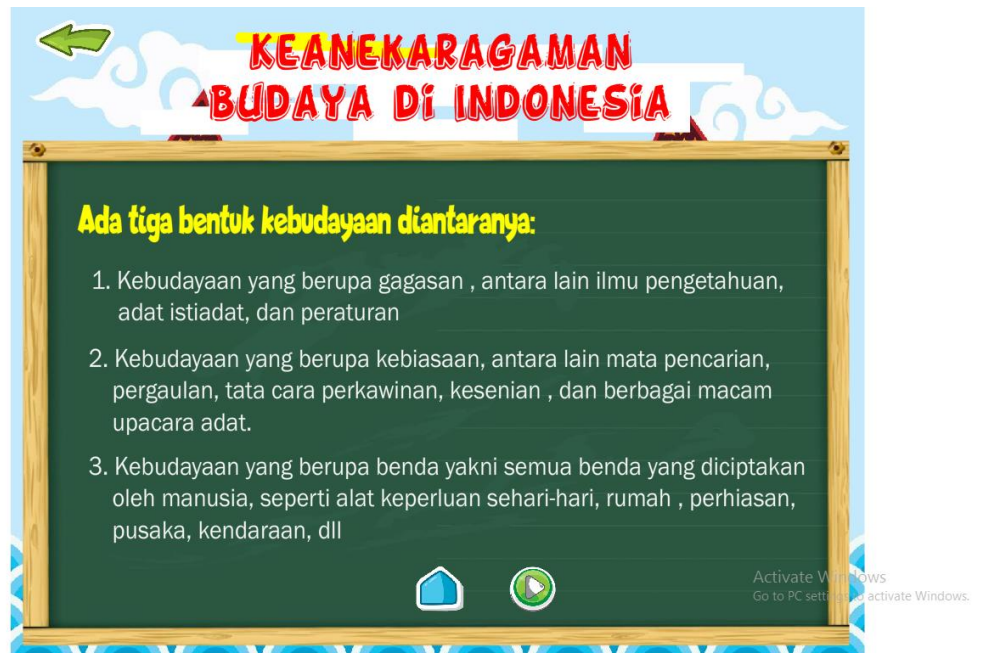 KEANEKARAGAMAN
BUDAYA Di INDONESiA
Ada tiga bentuk kebudayaan diantaranya:
1. Kebudayaan yang berupa gagasan , antara lain ilmu pengetahuan,
adat istiadat, dan peraturan
2. Kebudayaan yang berupa kebiasaan, antara lain mata pencarian,
pergaulan, tata cara perkawinan, kesenian , dan berbagai macam
upacara adat.
3. Kebudayaan yang berupa benda yakni semua benda yang diciptakan
oleh manusia, seperti alat keperluan sehari-hari, rumah , perhiasan,
pusaka, kendaraan, dll
Activate Windows
Go to PC settings to activate Windows.